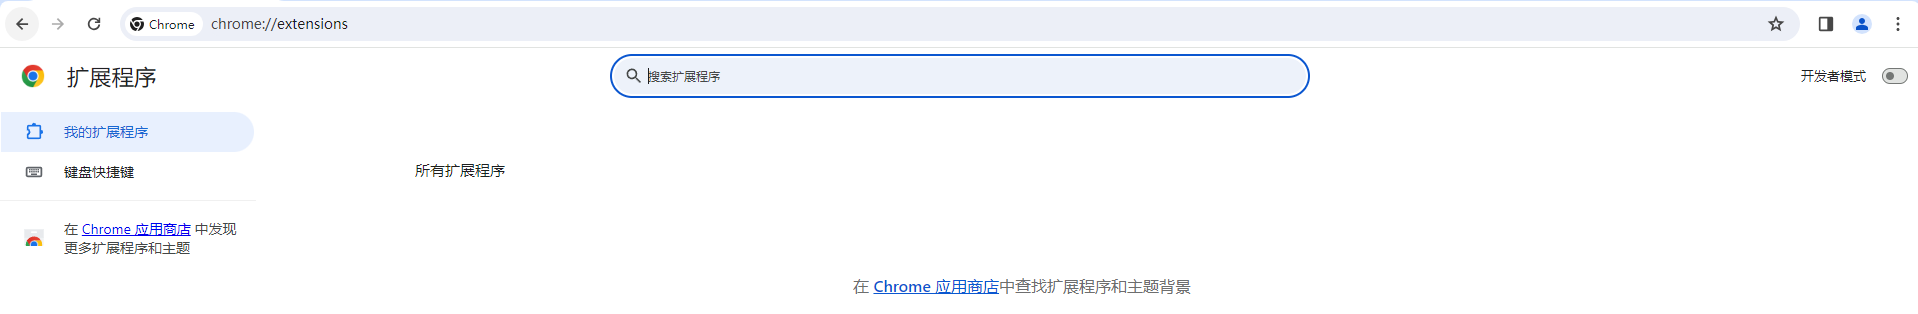 Chrome
chrome://extensions
扩展程序
搜索扩展程序
开发者模式
我的扩展程序
键盘快捷键
所有扩展程序
在 Chrome 应用商店 中发现
更多扩展程序和主题
在 Chrome 应用商店中查找扩展程序和主题背景